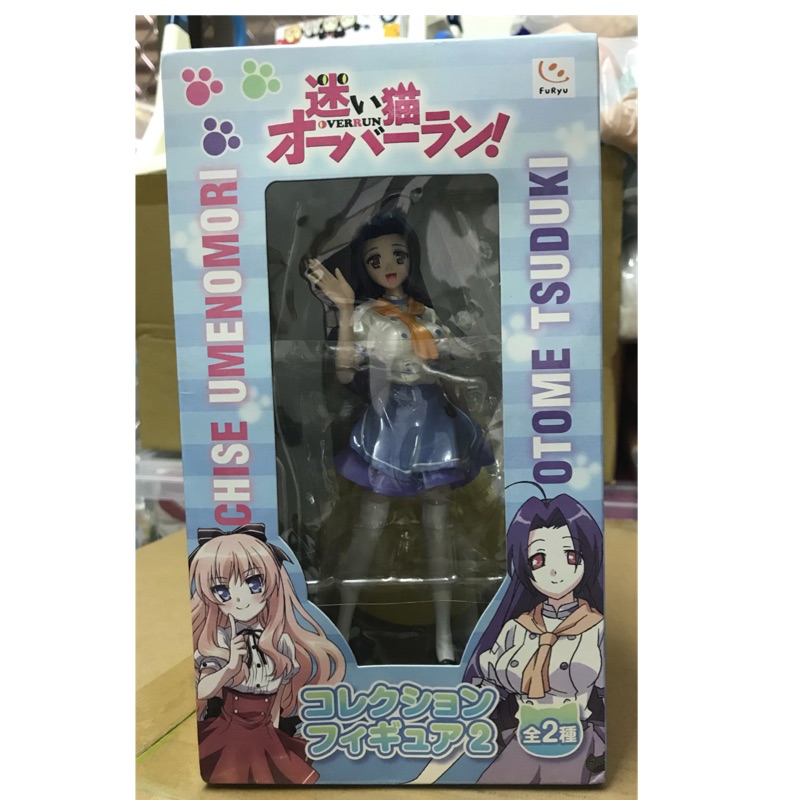 迷い猫
OVERRUN
オーバーラン!
FuRyu
CHISE UMENOMORI
OTOME TSUDUKI
コレクション
フィギュア2
全2種